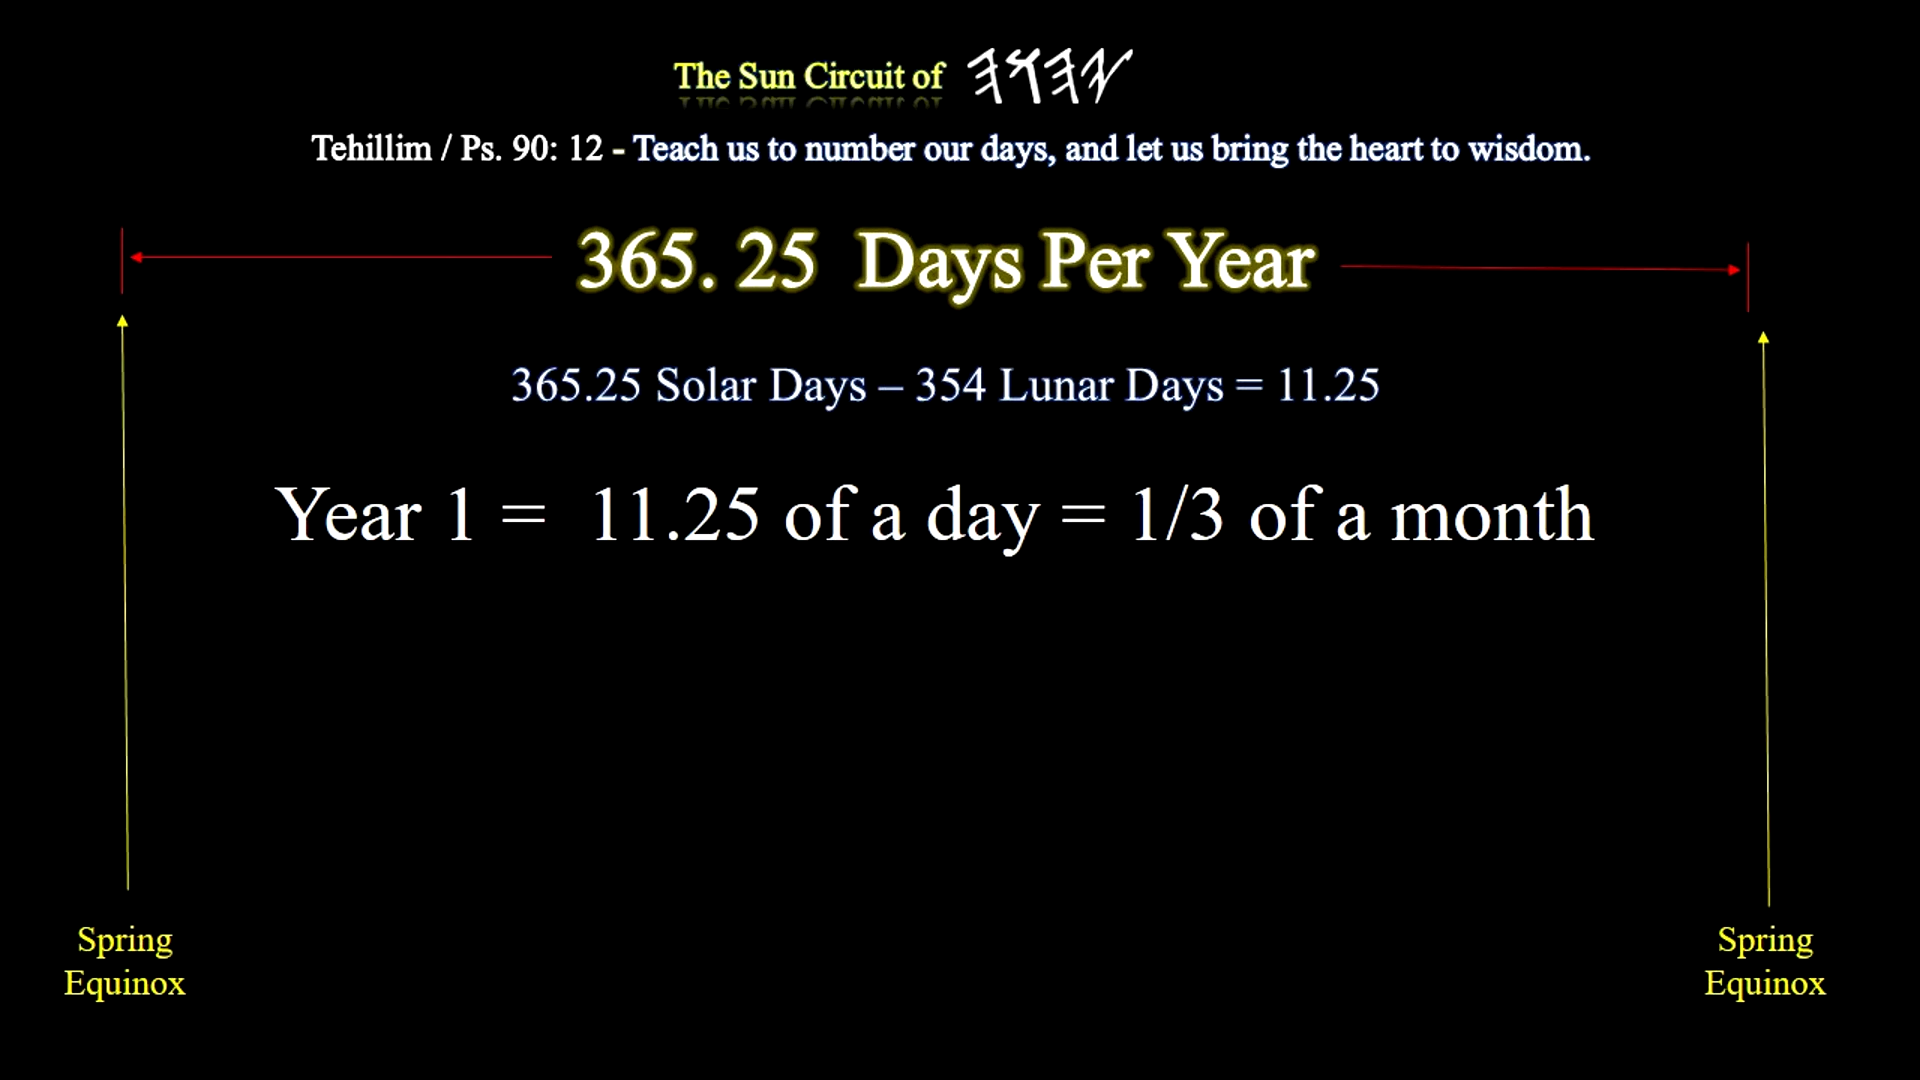 The Sun Circuit of 𐤉𐤄𐤅𐤄
Tehillim / Ps. 90: 12 - Teach us to number our days, and let us bring the heart to wisdom.
365. 25 Days Per Year
365.25 Solar Days – 354 Lunar Days = 11.25
Year 1 = 11.25 of a day = 1/3 of a month
Spring
Equinox
Spring
Equinox